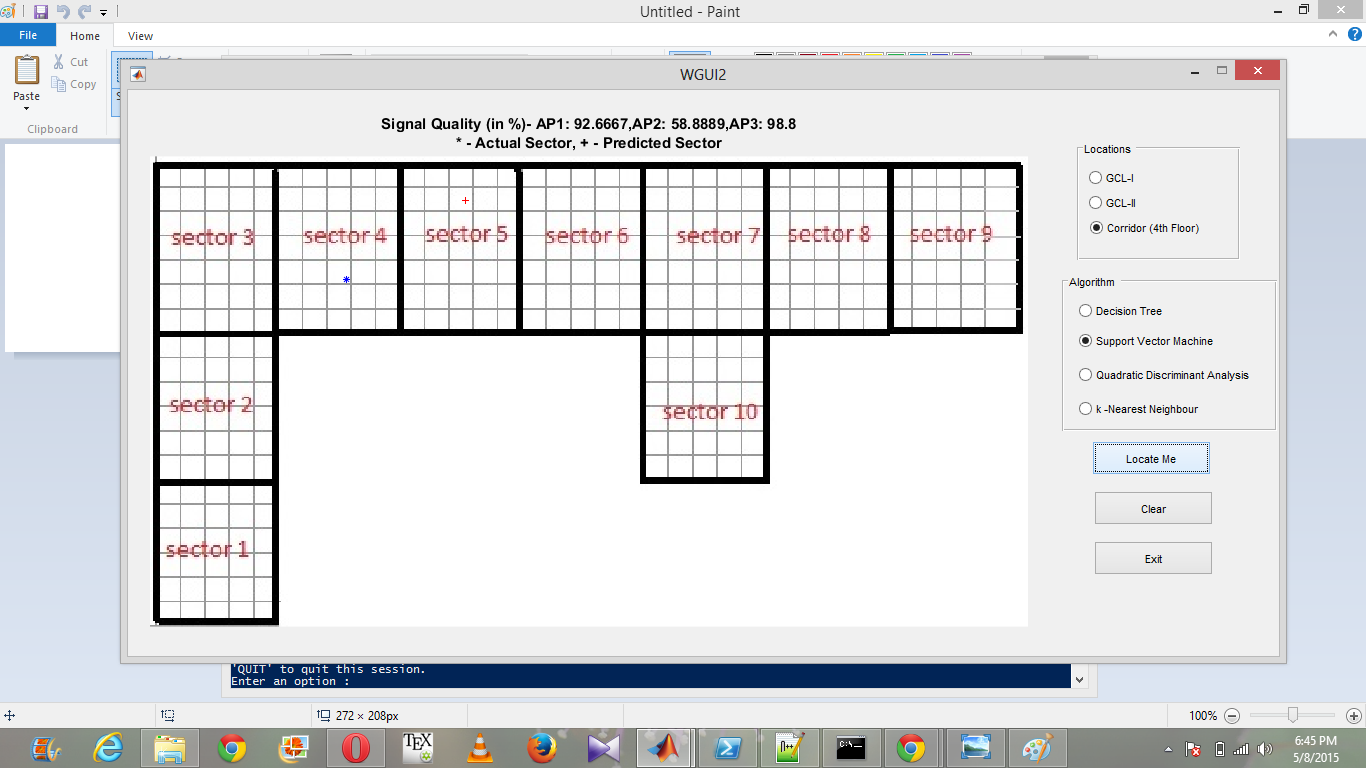 Untitled - Paint
File
Home
View
Paste
Cut
Copy
Clipboard
WGUI2
Signal Quality (in %)- AP1: 92.6667,AP2: 58.8889,AP3: 98.8
* - Actual Sector, + - Predicted Sector
sector 3
sector 4
sector 5
sector 6
sector 7
sector 8
sector 9
sector 2
sector 10
sector 1
Locations
GCL-I
GCL-II
Corridor (4th Floor)
Algorithm
Decision Tree
Support Vector Machine
Quadratic Discriminant Analysis
k -Nearest Neighbour
Locate Me
Clear
Exit
'QUIT' to quit this session.
Enter an option :
272 × 208px
100%
TEX
C:\_
6:45 PM
5/8/2015